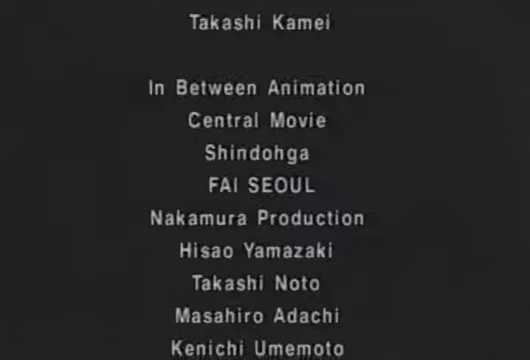 Takashi Kamei
In Between Animation
Central Movie
Shindohga
FAI SEOUL
Nakamura Production
Hisao Yamazaki
Takashi Noto
Masahiro Adachi
Kenichi Umemoto